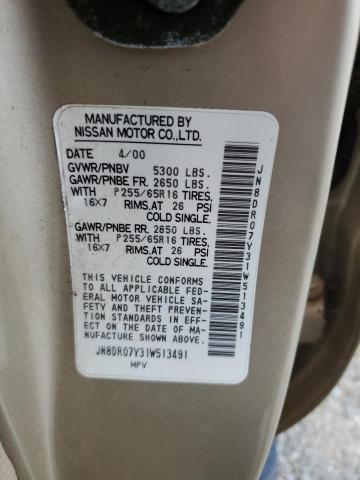 MANUFACTURED BY
NISSAN MOTOR CO.,LTD.
DATE 4/00
GVWR/PNBV 5300 LBS.
GAWR/PNBE FR. 2650 LBS.
WITH P255/65R16 TIRES,
16X7 RIMS.AT 26 PSI
COLD SINGLE.
GAWR/PNBE RR. 2850 LBS.
WITH P255/65R16 TIRES,
16X7 RIMS.AT 26 PSI
COLD SINGLE.
THIS VEHICLE CONFORMS
TO ALL APPLICABLE FED-
ERAL MOTOR VEHICLE SA-
FETY AND THEFT PREVEN-
TION STANDARDS IN EFF-
ECT ON THE DATE OF MA-
NUFACTURE SHOWN ABOVE.
JN8DR07Y31W513491
MPV
JN8DR07Y31W513491